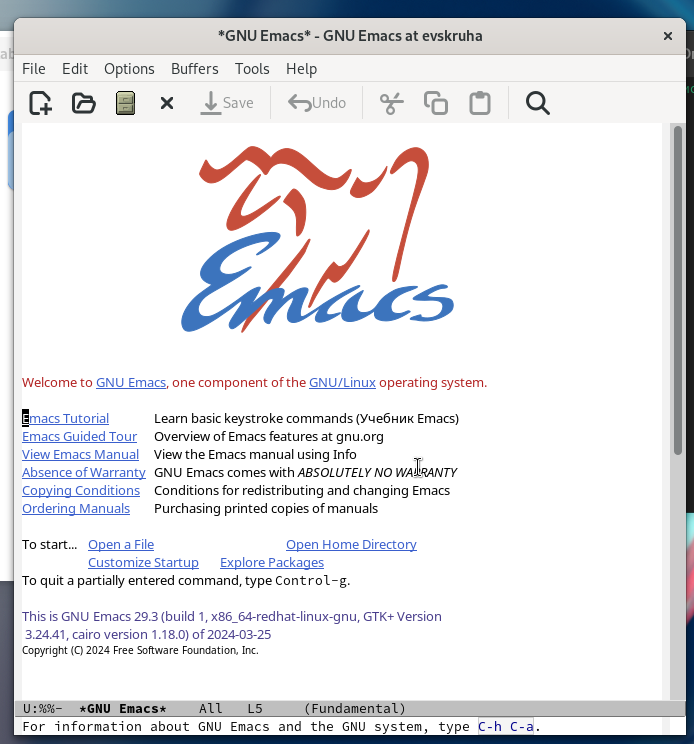 *GNU Emacs* - GNU Emacs at evskruha
File Edit Options Buffers Tools Help
Save Undo
Emacs
Welcome to GNU Emacs, one component of the GNU/Linux operating system.
Emacs Tutorial Learn basic keystroke commands (Учебник Emacs)
Emacs Guided Tour Overview of Emacs features at gnu.org
View Emacs Manual View the Emacs manual using Info
Absence of Warranty GNU Emacs comes with ABSOLUTELY NO WARRANTY
Copying Conditions Conditions for redistributing and changing Emacs
Ordering Manuals Purchasing printed copies of manuals
To start... Open a File Open Home Directory
Customize Startup Explore Packages
To quit a partially entered command, type Control-g.
This is GNU Emacs 29.3 (build 1, x86_64-redhat-linux-gnu, GTK+ Version
3.24.41, cairo version 1.18.0) of 2024-03-25
Copyright (C) 2024 Free Software Foundation, Inc.
U:%%- *GNU Emacs* All L5 (Fundamental)
For information about GNU Emacs and the GNU system, type C-h C-a.